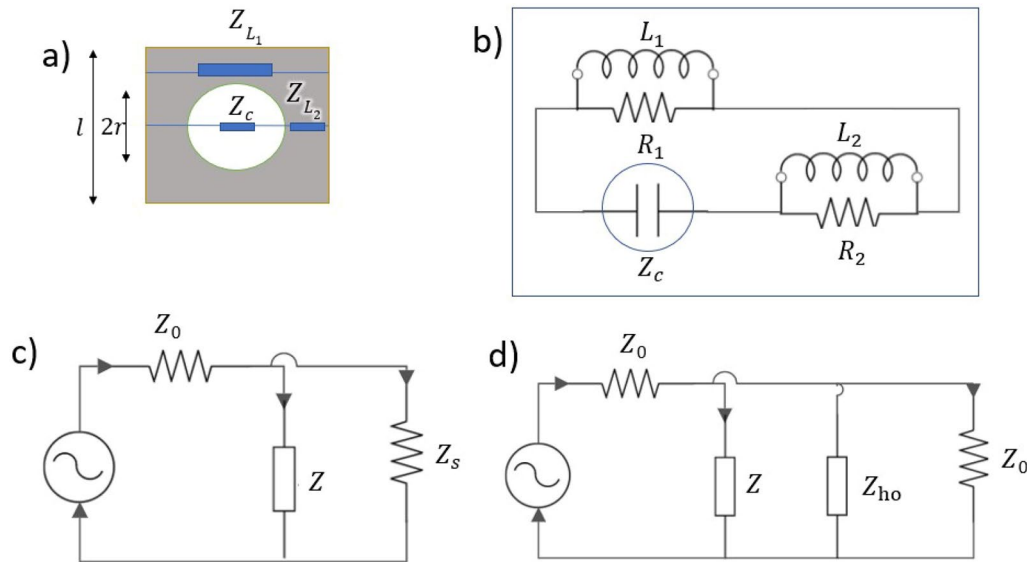 a)
Z_{L_1}
Z_c
Z_{L_2}
l
2r
b)
L_1
R_1
L_2
R_2
Z_c
c)
Z_0
Z
Z_s
d)
Z_0
Z
Z_{ho}
Z_0